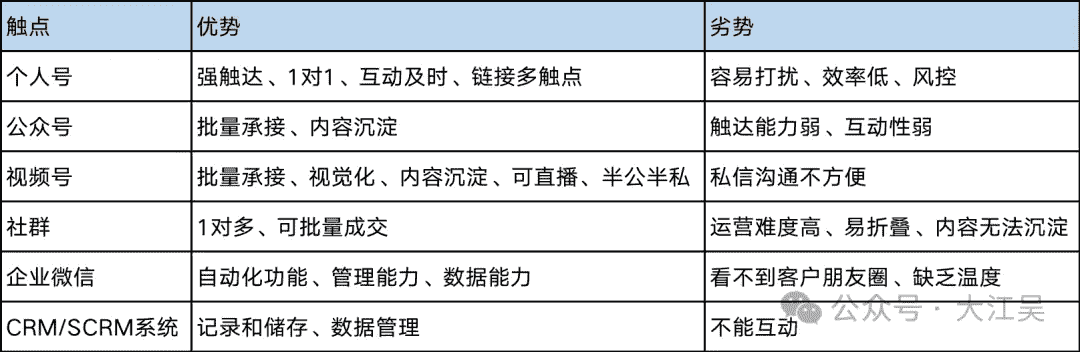 触点 优势 劣势
个人号 强触达、1对1、互动及时、链接多触点 容易打扰、效率低、风控
公众号 批量承接、内容沉淀 触达能力弱、互动性弱
视频号 批量承接、视觉化、内容沉淀、可直播、半公半私 私信沟通不方便
社群 1对多、可批量成交 运营难度高、易折叠、内容无法沉淀
企业微信 自动化功能、管理能力、数据能力 看不到客户朋友圈、缺乏温度
CRM/SCRM系统 记录和储存、数据管理 不能互动
公众号·大江吴